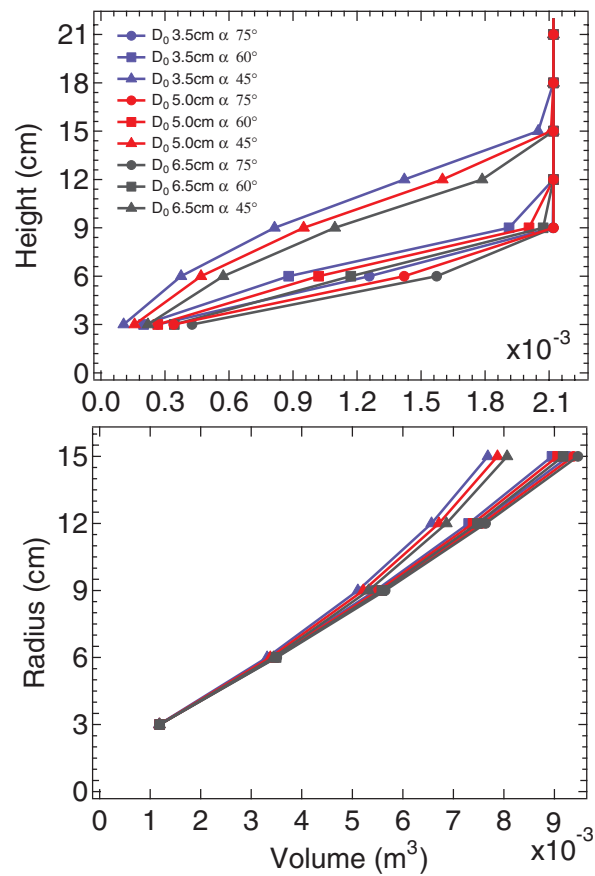 21
18
15
12
9
6
3
0
Height (cm)
D0 3.5cm α 75°
D0 3.5cm α 60°
D0 3.5cm α 45°
D0 5.0cm α 75°
D0 5.0cm α 60°
D0 5.0cm α 45°
D0 6.5cm α 75°
D0 6.5cm α 60°
D0 6.5cm α 45°
x10-3
0.0 0.3 0.6 0.9 1.2 1.5 1.8 2.1
15
12
9
6
3
0
Radius (cm)
0 1 2 3 4 5 6 7 8 9
Volume (m3)
x10-3